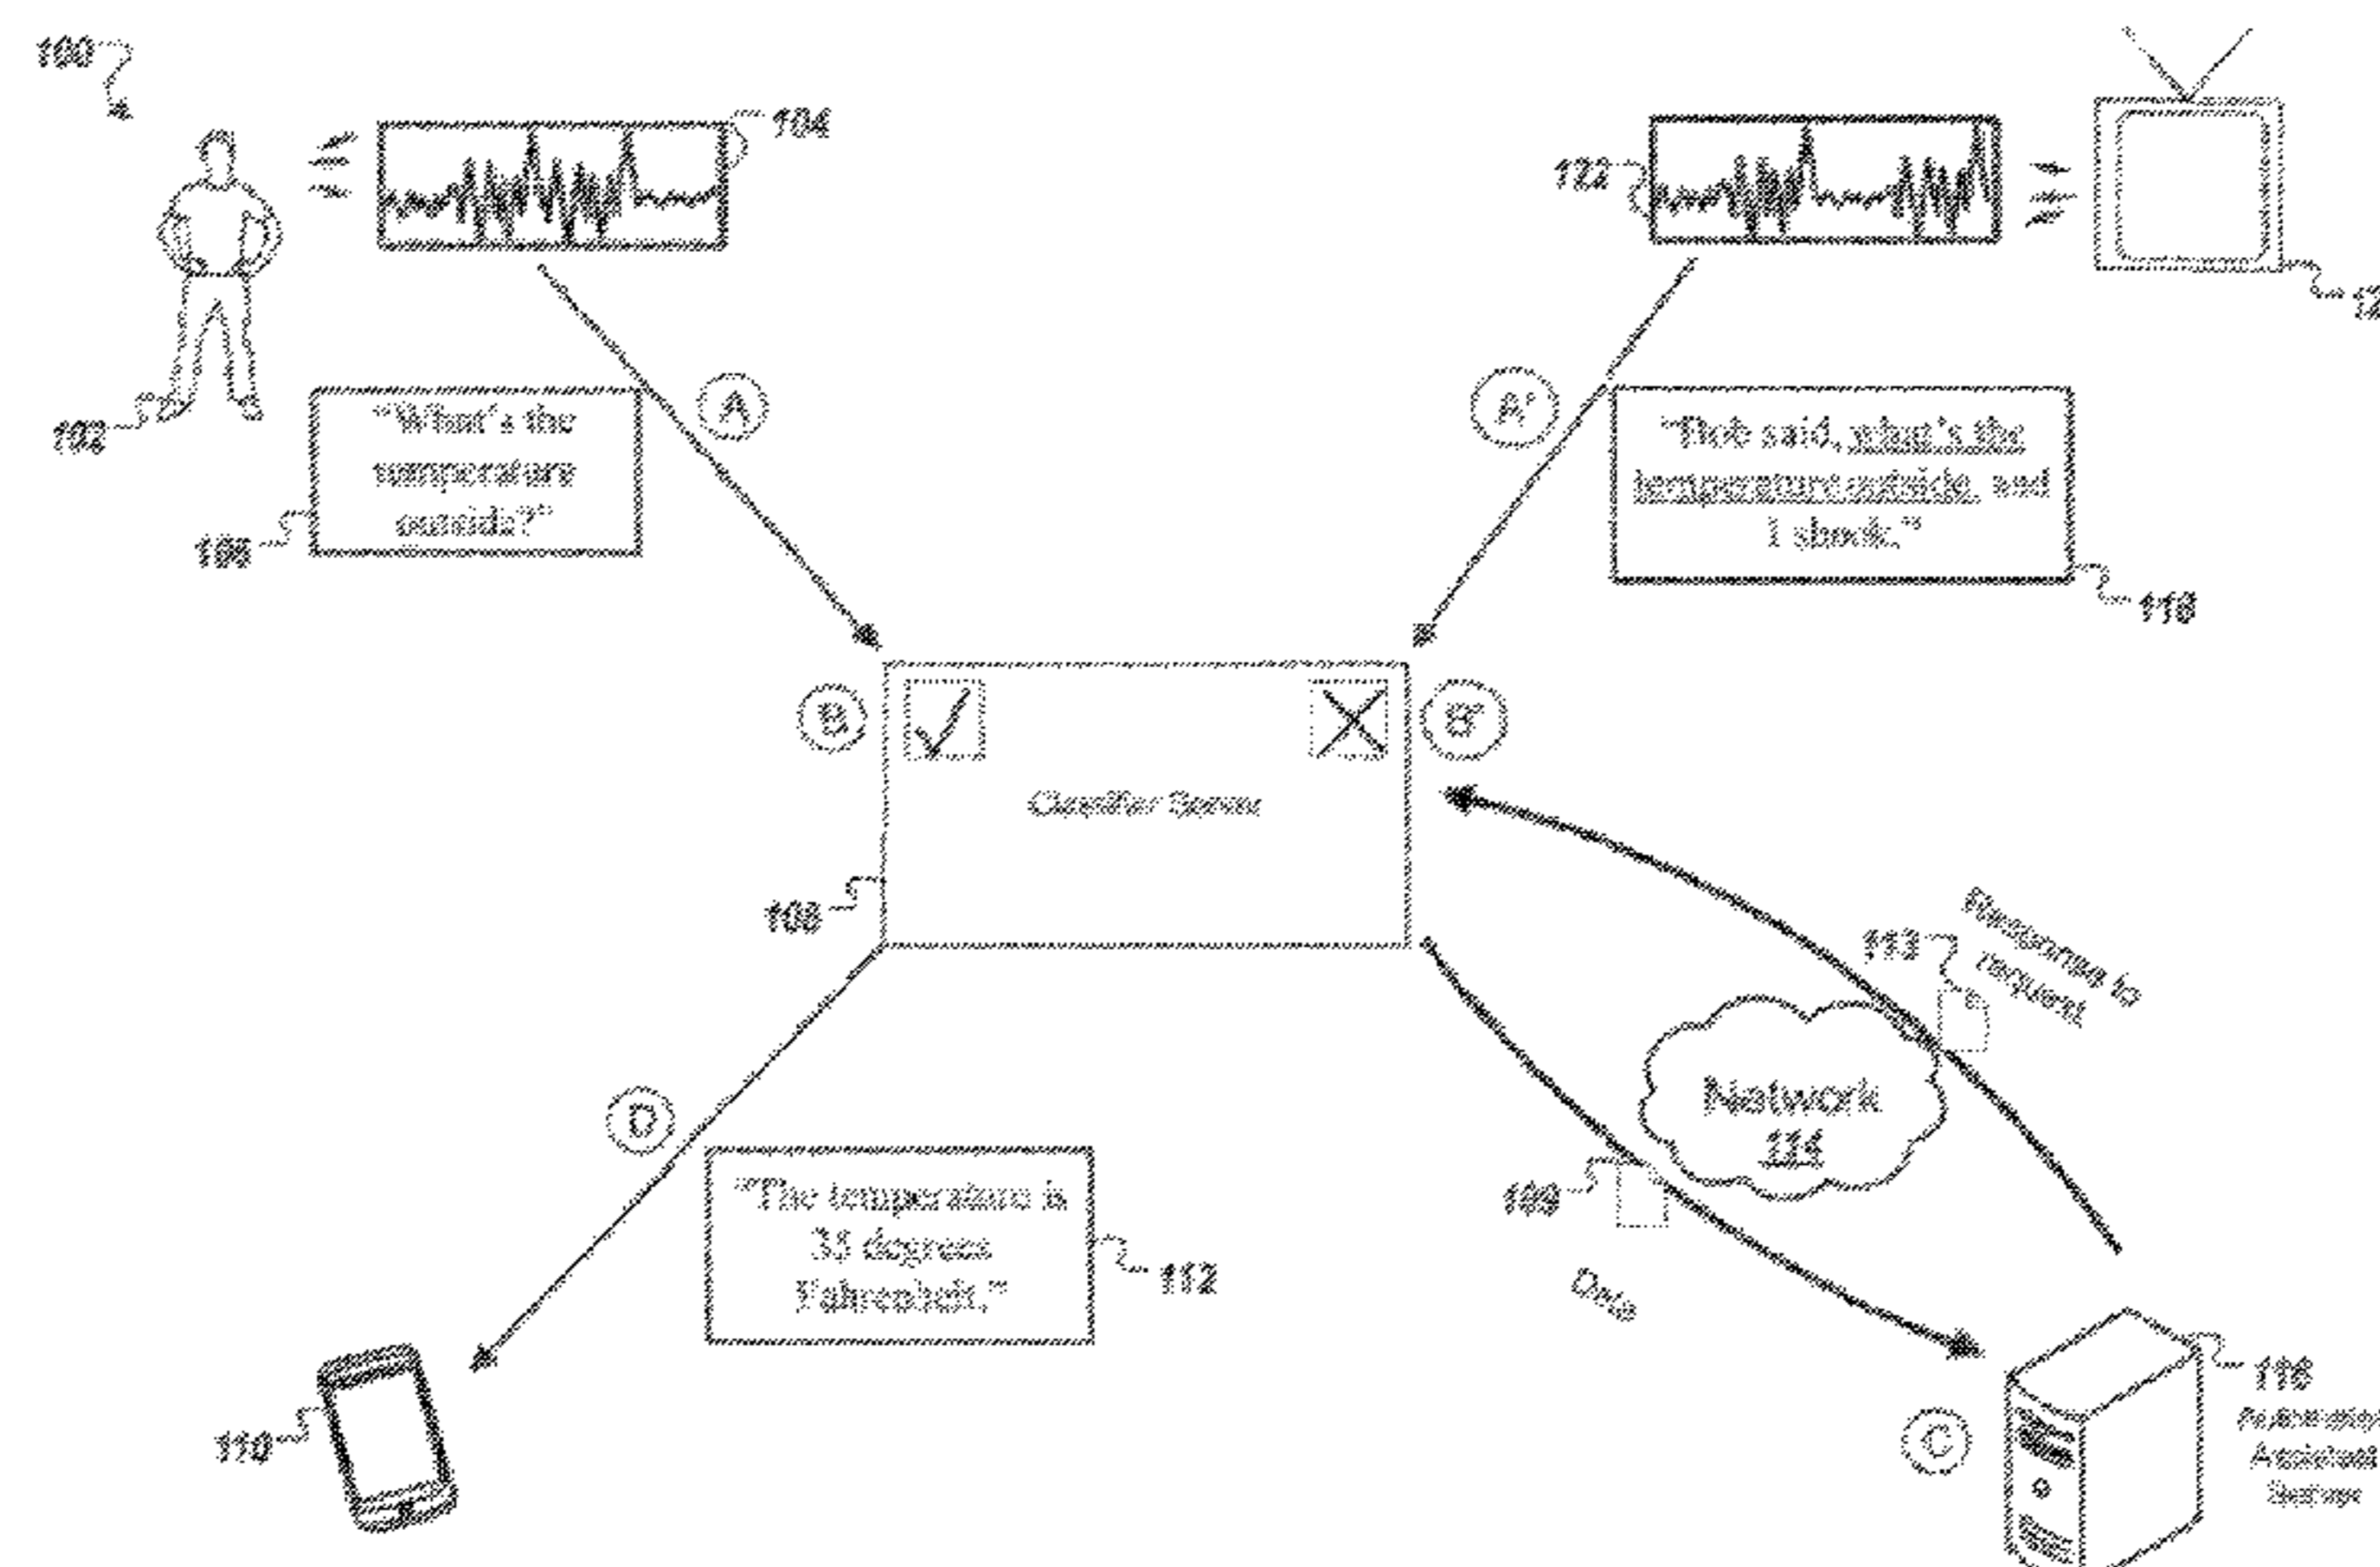 100
104
122
102
A
A'
"What's the
temperature
outside?"
106
"Bob said, what's the
temperature outside, and
I shook."
118
B
B'
Classifier Server
108
113
Response to
request
Network
114
109
Data
D
"The temperature is
35 degrees
Fahrenheit."
112
110
C
116
Assistant
Server